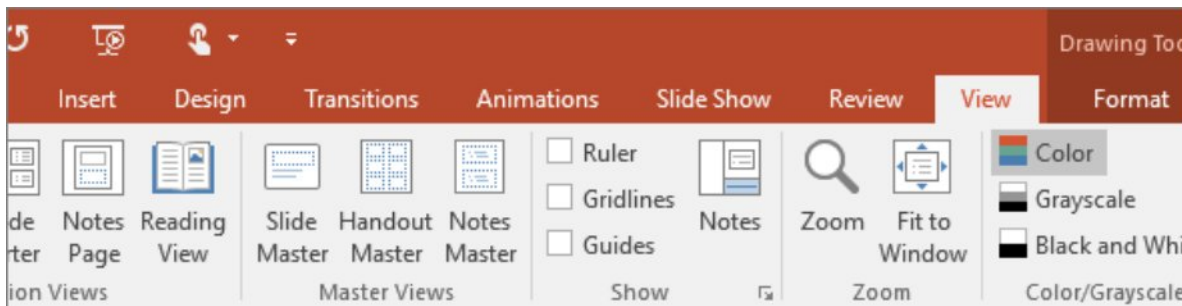 Drawing Too
Insert Design Transitions Animations Slide Show Review View Format
Ruler Color
Gridlines Grayscale
de Notes Reading Slide Handout Notes Guides Notes Zoom Fit to Black and Whi
rter Page View Master Master Master Window
ion Views Master Views Show Zoom Color/Grayscale